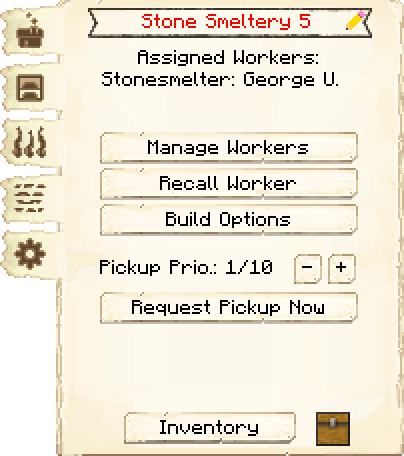 Stone Smeltery 5
Assigned Workers:
Stonesmelter: George U.
Manage Workers
Recall Worker
Build Options
Pickup Prio.: 1/10 - +
Request Pickup Now
Inventory